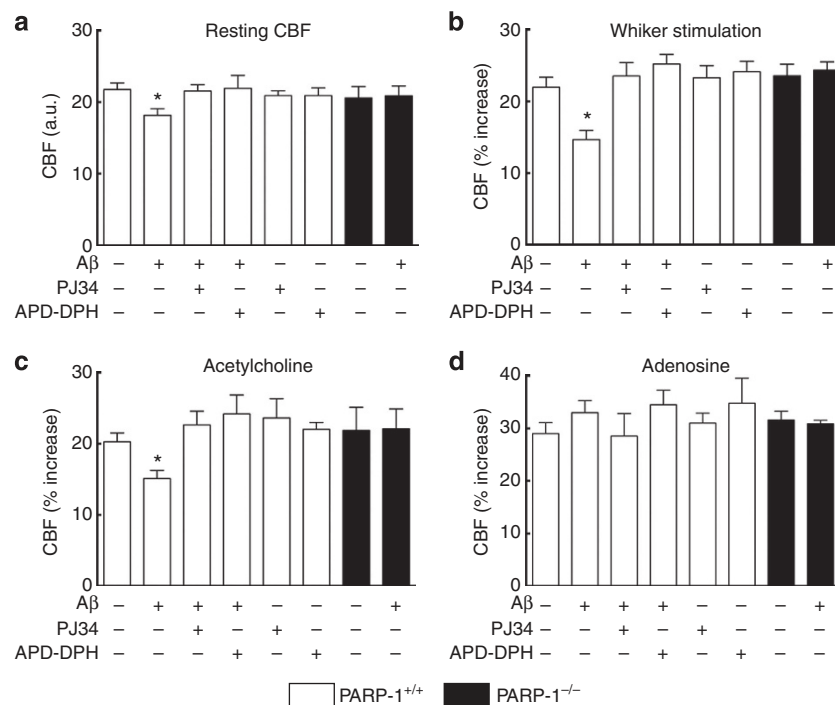 a
Resting CBF
CBF (a.u.)
30
20
10
0
Aβ – + + + – – – +
PJ34 – – + – + – – –
APD-DPH – – – + – + – –
*
b
Whiker stimulation
CBF (% increase)
30
20
10
0
Aβ – + + + – – – +
PJ34 – – + – + – – –
APD-DPH – – – + – + – –
*
c
Acetylcholine
CBF (% increase)
30
20
10
0
Aβ – + + + – – – +
PJ34 – – + – + – – –
APD-DPH – – – + – + – –
*
d
Adenosine
CBF (% increase)
40
30
20
10
0
Aβ – + + + – – – +
PJ34 – – + – + – – –
APD-DPH – – – + – + – –
PARP-1+/+ PARP-1–/–